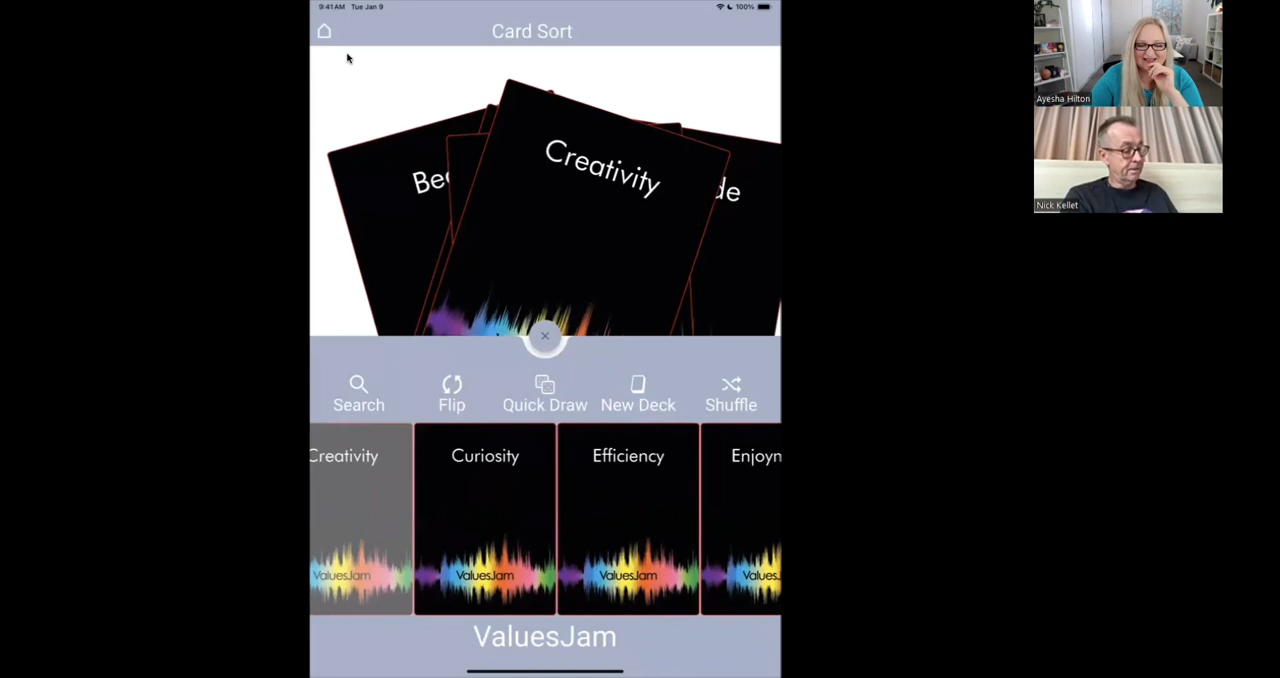 9:41 AM Tue Jan 9
100%
Card Sort
Creativity
Search
Flip
Quick Draw
New Deck
Shuffle
Creativity
Curiosity
Efficiency
ValuesJam
ValuesJam
ValuesJam
ValuesJam
Ayesha Hilton
Nick Kellet